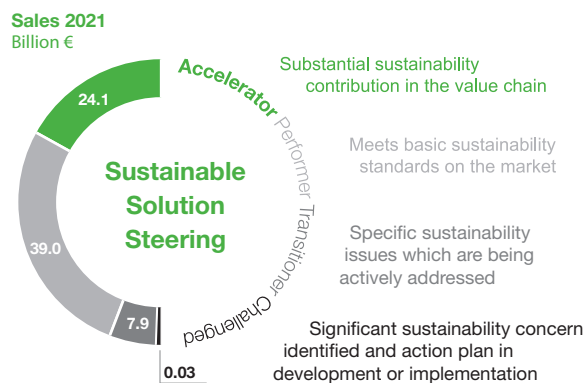 Sales 2021
Billion €
24.1
39.0
7.9
0.03
Sustainable
Solution
Steering
Accelerator
Performer
Transitioner
Challenged
Substantial sustainability
contribution in the value chain
Meets basic sustainability
standards on the market
Specific sustainability
issues which are being
actively addressed
Significant sustainability concern
identified and action plan in
development or implementation